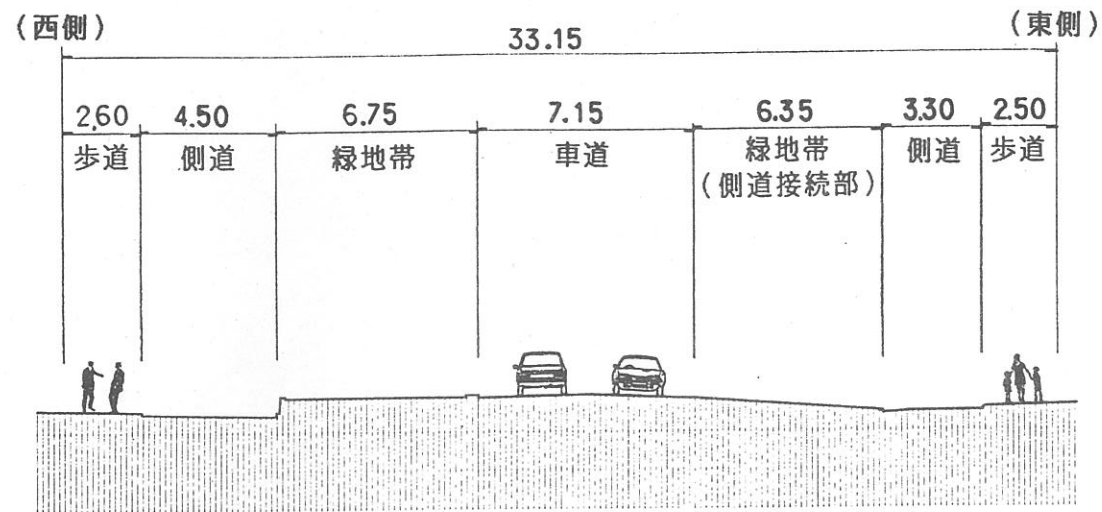 (西側)
(東側)
33.15
2,60 4.50 6.75 7.15 6.35 3.30 2.50
歩道 側道 緑地帯 車道 緑地帯 側道 歩道
(側道接続部)